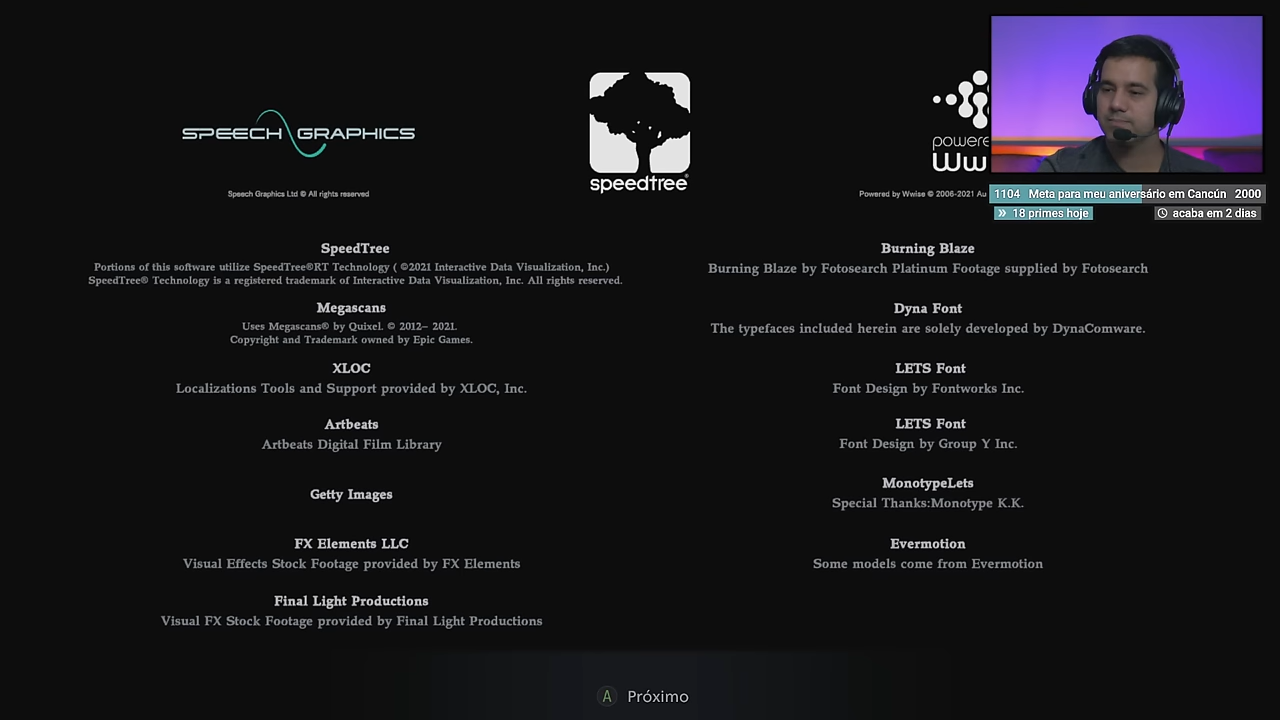 SPEECH GRAPHICS
Speech Graphics Ltd © All rights reserved
speedtree®
Powered by Wwise © 2006-2021
1104 Meta para meu aniversário em Cancún 2000
18 primes hoje
acaba em 2 dias
SpeedTree
Portions of this software utilize SpeedTree®RT Technology ( ©2021 Interactive Data Visualization, Inc.)
SpeedTree® Technology is a registered trademark of Interactive Data Visualization, Inc. All rights reserved.
Megascans
Uses Megascans® by Quixel. © 2012– 2021.
Copyright and Trademark owned by Epic Games.
XLOC
Localizations Tools and Support provided by XLOC, Inc.
Artbeats
Artbeats Digital Film Library
Getty Images
FX Elements LLC
Visual Effects Stock Footage provided by FX Elements
Final Light Productions
Visual FX Stock Footage provided by Final Light Productions
Burning Blaze
Burning Blaze by Fotosearch Platinum Footage supplied by Fotosearch
Dyna Font
The typefaces included herein are solely developed by DynaComware.
LETS Font
Font Design by Fontworks Inc.
LETS Font
Font Design by Group Y Inc.
MonotypeLets
Special Thanks:Monotype K.K.
Evermotion
Some models come from Evermotion
A Próximo